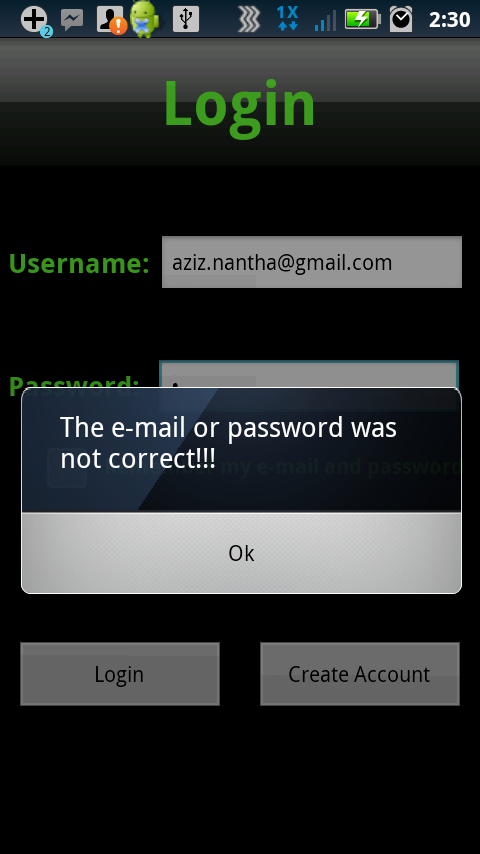 2
1X
2:30
Login
Username:
aziz.nantha@gmail.com
Password:
The e-mail or password was
not correct!!!
my e-mail and password
Ok
Login
Create Account